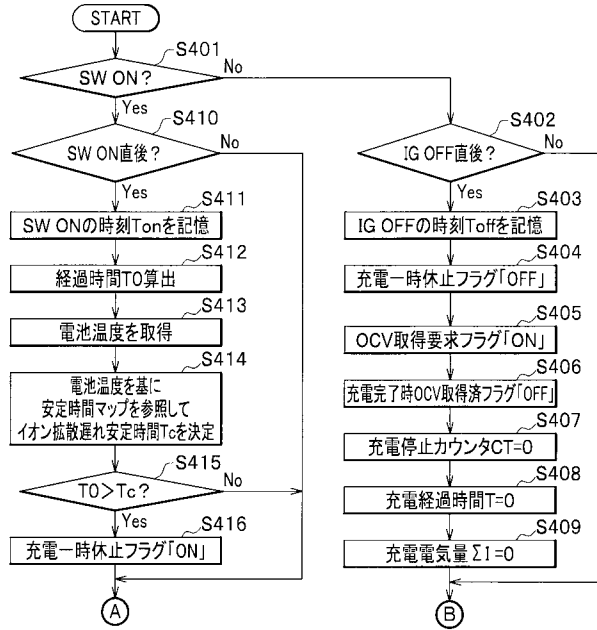 START
S401
SW ON?
No
Yes
S410
SW ON直後?
No
Yes
S411
SW ONの時刻Tonを記憶
S412
経過時間T0算出
S413
電池温度を取得
S414
電池温度を基に
安定時間マップを参照して
イオン拡散遅れ安定時間Tcを決定
S415
T0>Tc?
No
Yes
S416
充電一時休止フラグ「ON」
A
S402
IG OFF直後?
No
Yes
S403
IG OFFの時刻Toffを記憶
S404
充電一時休止フラグ「OFF」
S405
OCV取得要求フラグ「ON」
S406
充電完了時OCV取得済フラグ「OFF」
S407
充電停止カウンタCT=0
S408
充電経過時間T=0
S409
充電電気量ΣI=0
B